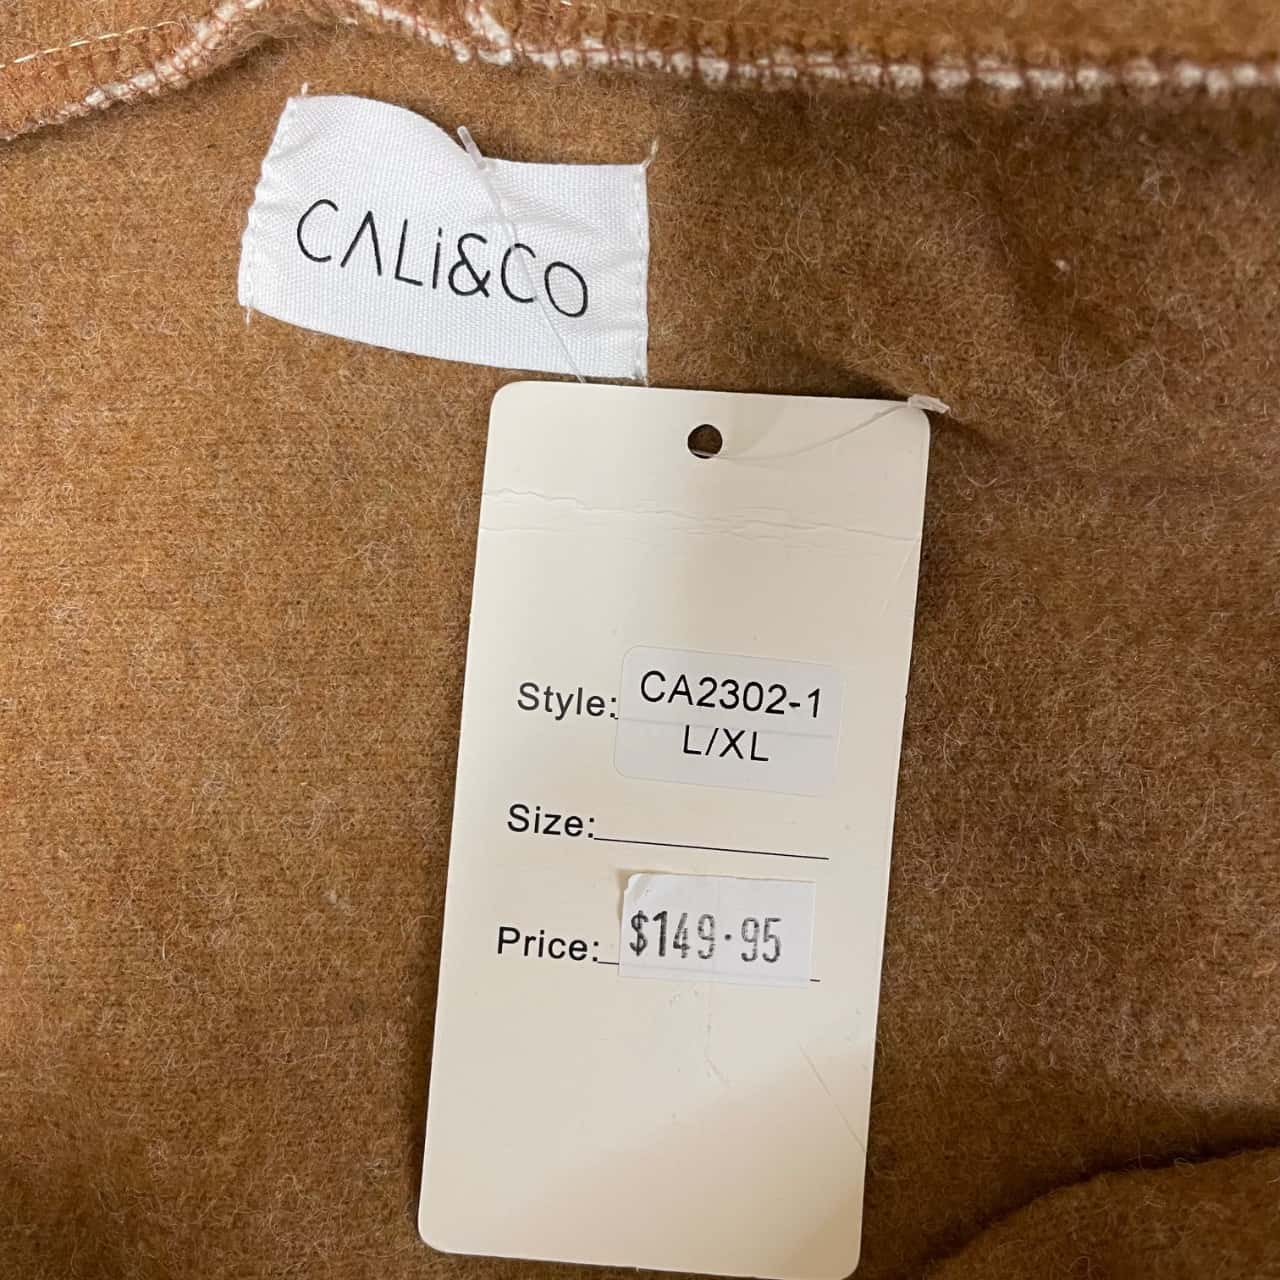 CALi&CO
Style: CA2302-1
L/XL
Size:
Price: $149.95